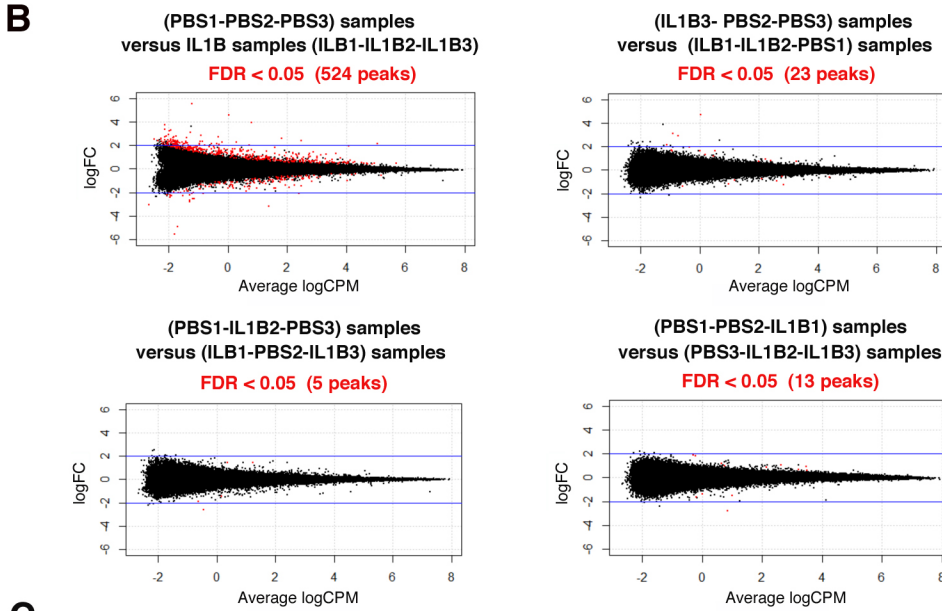 B
(PBS1-PBS2-PBS3) samples
versus IL1B samples (ILB1-IL1B2-IL1B3)
FDR < 0.05 (524 peaks)
6
4
2
0
-2
-4
-6
logFC
-2 0 2 4 6 8
Average logCPM
(IL1B3- PBS2-PBS3) samples
versus (ILB1-IL1B2-PBS1) samples
FDR < 0.05 (23 peaks)
6
4
2
0
-2
-4
-6
logFC
-2 0 2 4 6 8
Average logCPM
(PBS1-IL1B2-PBS3) samples
versus (ILB1-PBS2-IL1B3) samples
FDR < 0.05 (5 peaks)
6
4
2
0
-2
-4
-6
logFC
-2 0 2 4 6 8
Average logCPM
(PBS1-PBS2-IL1B1) samples
versus (PBS3-IL1B2-IL1B3) samples
FDR < 0.05 (13 peaks)
6
4
2
0
-2
-4
-6
logFC
-2 0 2 4 6 8
Average logCPM